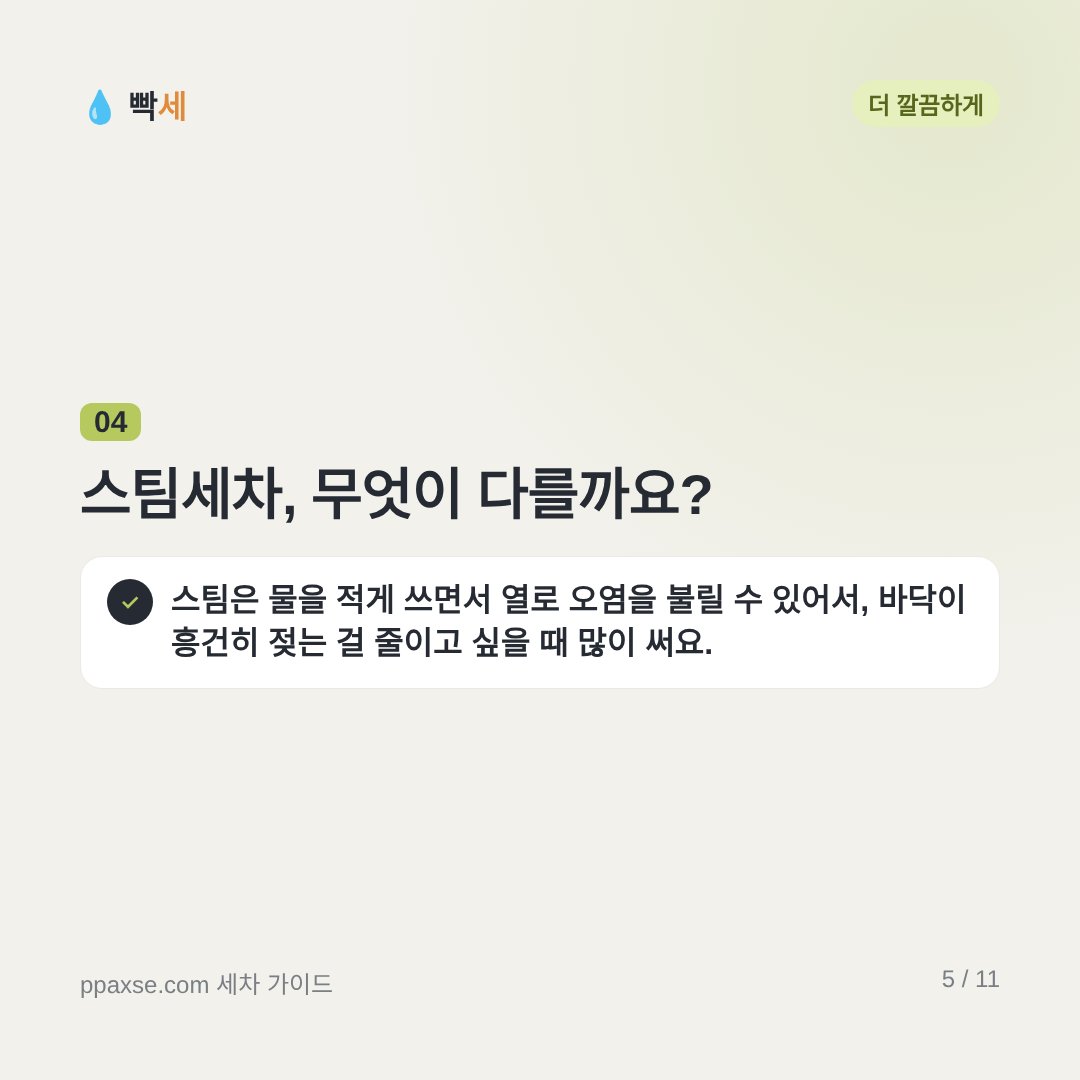 💧 빡세
더 깔끔하게
04
스팀세차, 무엇이 다를까요?
스팀은 물을 적게 쓰면서 열로 오염을 불릴 수 있어서, 바닥이
흥건히 젖는 걸 줄이고 싶을 때 많이 써요.
ppaxse.com 세차 가이드
5 / 11